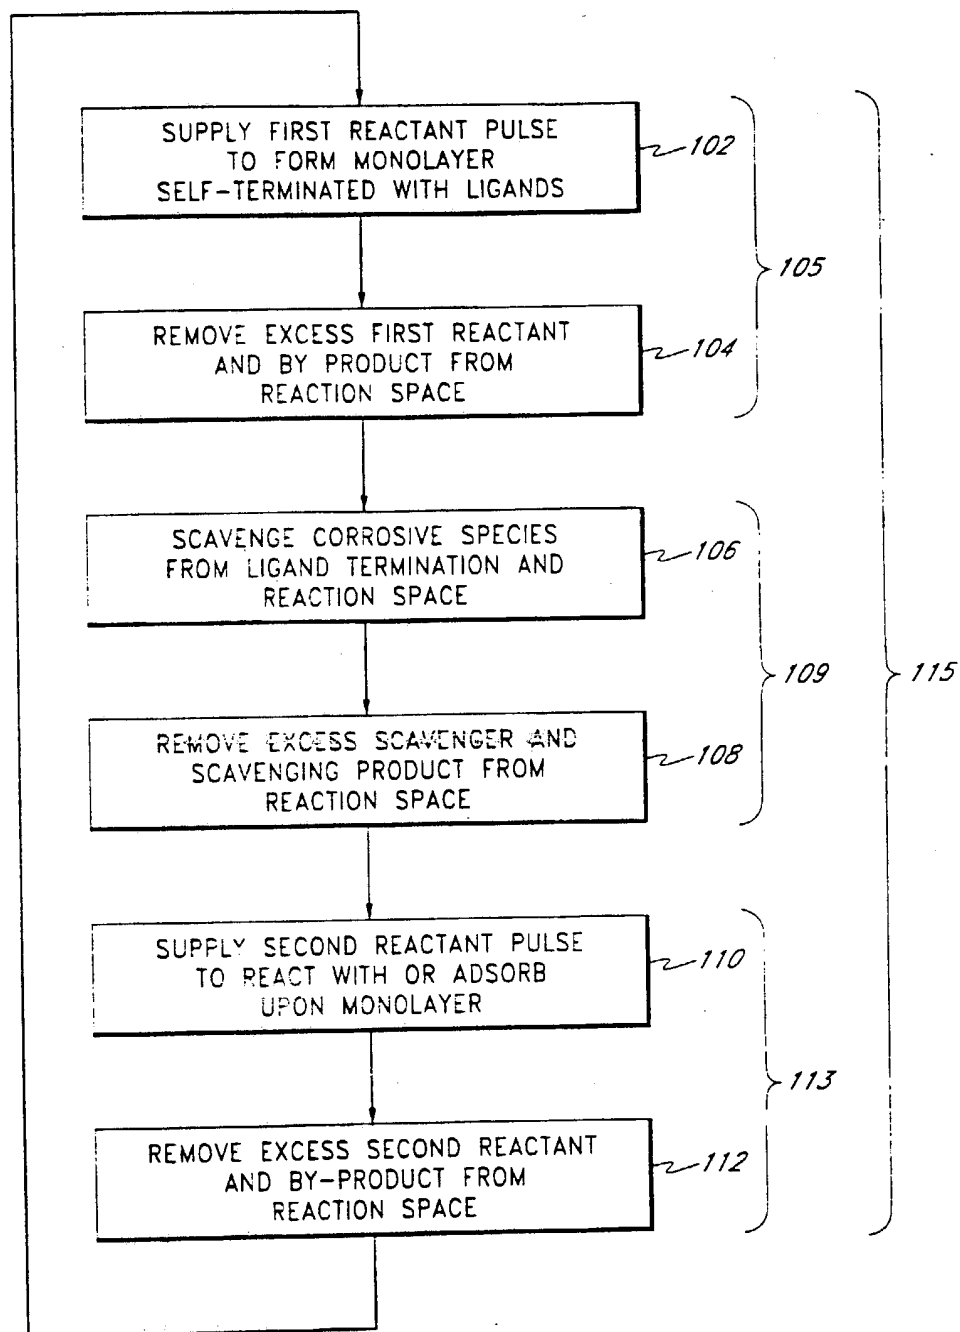 SUPPLY FIRST REACTANT PULSE
TO FORM MONOLAYER
SELF-TERMINATED WITH LIGANDS
102
105
REMOVE EXCESS FIRST REACTANT
AND BY PRODUCT FROM
REACTION SPACE
104
SCAVENGE CORROSIVE SPECIES
FROM LIGAND TERMINATION AND
REACTION SPACE
106
109
115
REMOVE EXCESS SCAVENGER AND
SCAVENGING PRODUCT FROM
REACTION SPACE
108
SUPPLY SECOND REACTANT PULSE
TO REACT WITH OR ADSORB
UPON MONOLAYER
110
113
REMOVE EXCESS SECOND REACTANT
AND BY-PRODUCT FROM
REACTION SPACE
112